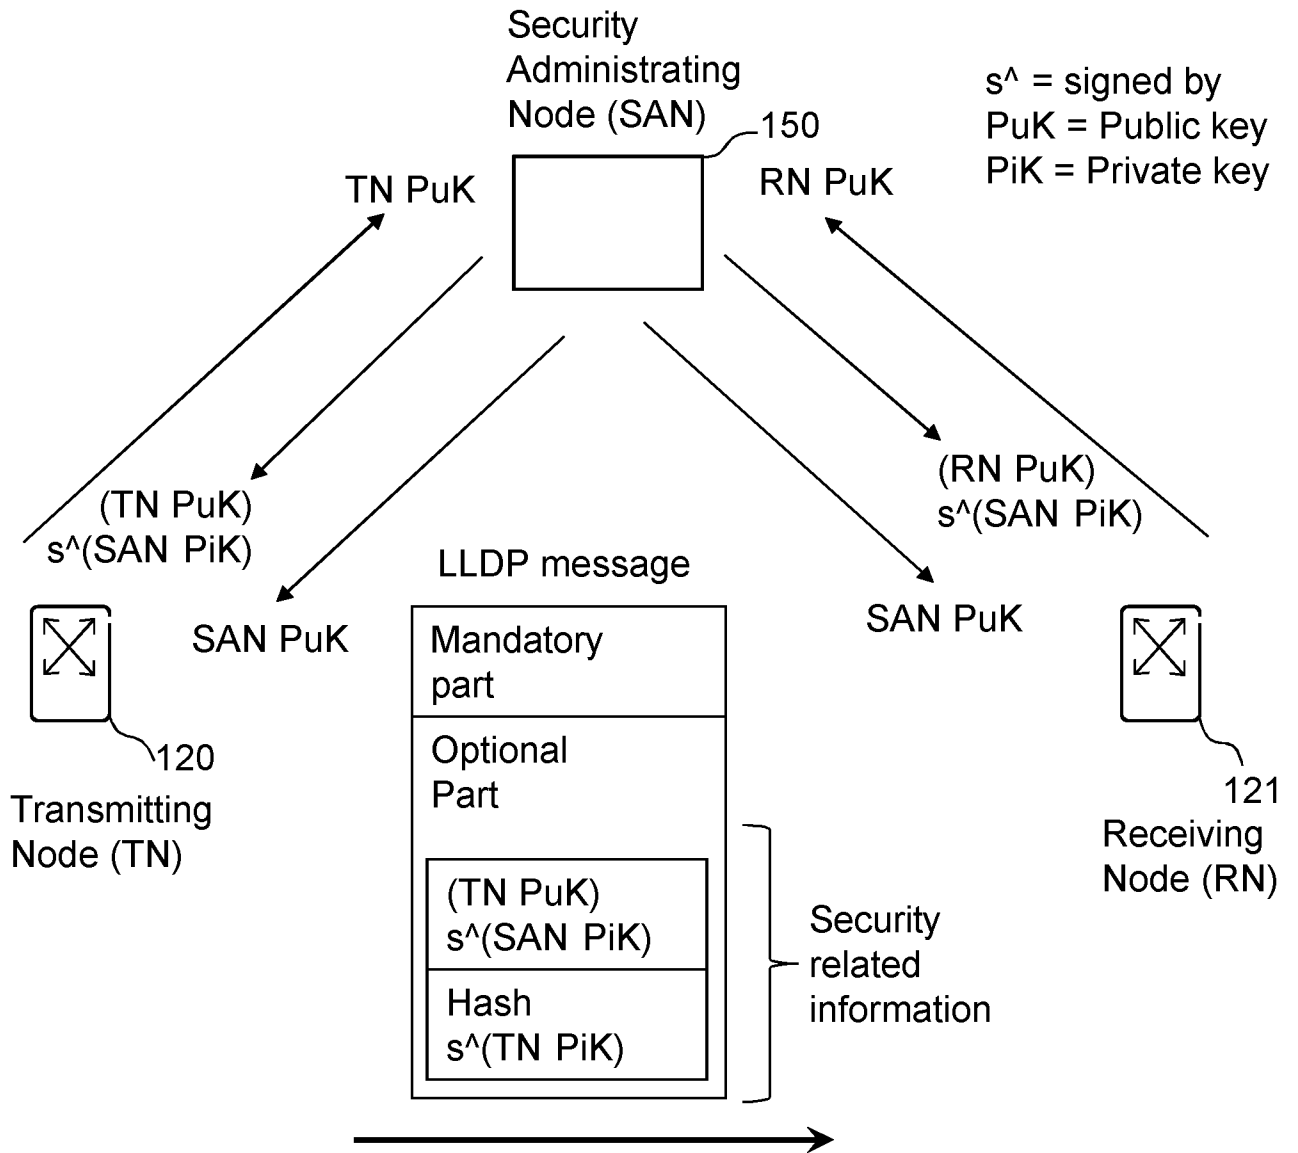 Security
Administrating
Node (SAN)
150
s^ = signed by
PuK = Public key
PiK = Private key
TN PuK
RN PuK
(TN PuK)
s^(SAN PiK)
(RN PuK)
s^(SAN PiK)
SAN PuK
SAN PuK
LLDP message
Mandatory
part
Optional
Part
(TN PuK)
s^(SAN PiK)
Hash
s^(TN PiK)
Security
related
information
120
Transmitting
Node (TN)
121
Receiving
Node (RN)